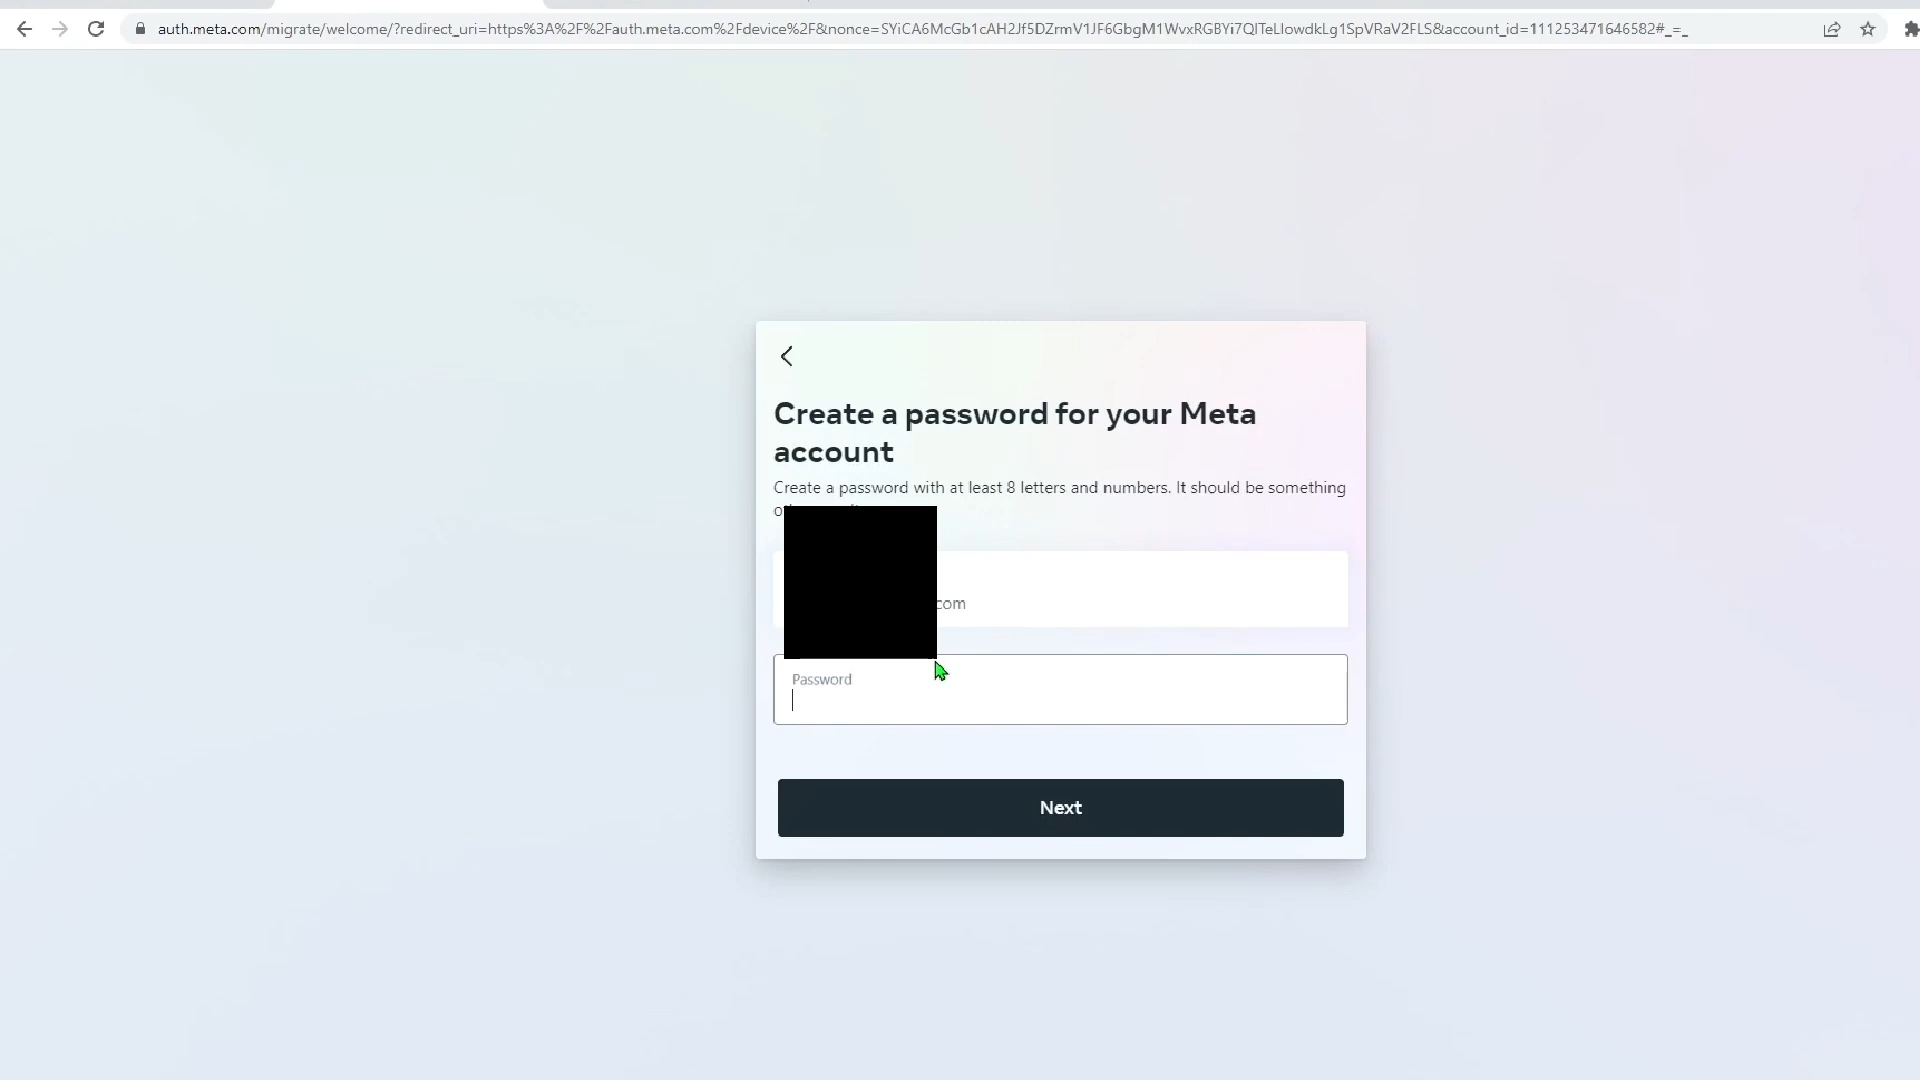 auth.meta.com/migrate/welcome/?redirect_uri=https%3A%2F%2Fauth.meta.com%2Fdevice%2F&nonce=SYiCA6McGb1cAH2Jf5DZrmV1JF6GbgM1WvxRGBYi7QITeLIowdkLg1SpVRaV2FLS&account_id=111253471646582#_=_
Create a password for your Meta
account
Create a password with at least 8 letters and numbers. It should be something
com
Password
Next